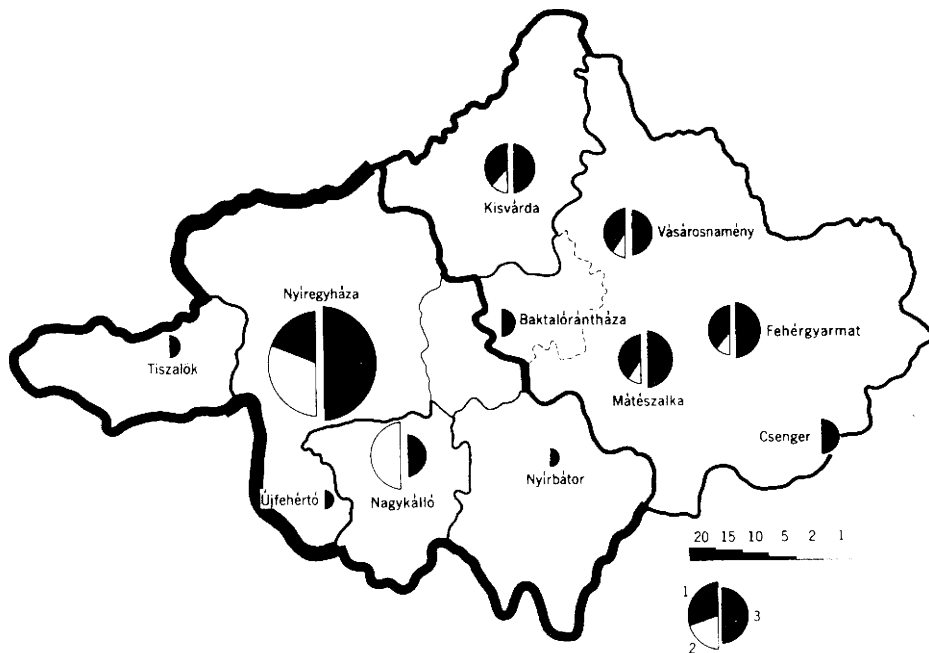 Kisvárda
Vásárosnamény
Nyíregyháza
Baktalórántháza
Fehérgyarmat
Tiszalök
Mátészalka
Csenger
Nyírbátor
Újfehértó
Nagykálló
20 15 10 5 2 1
1
3
2